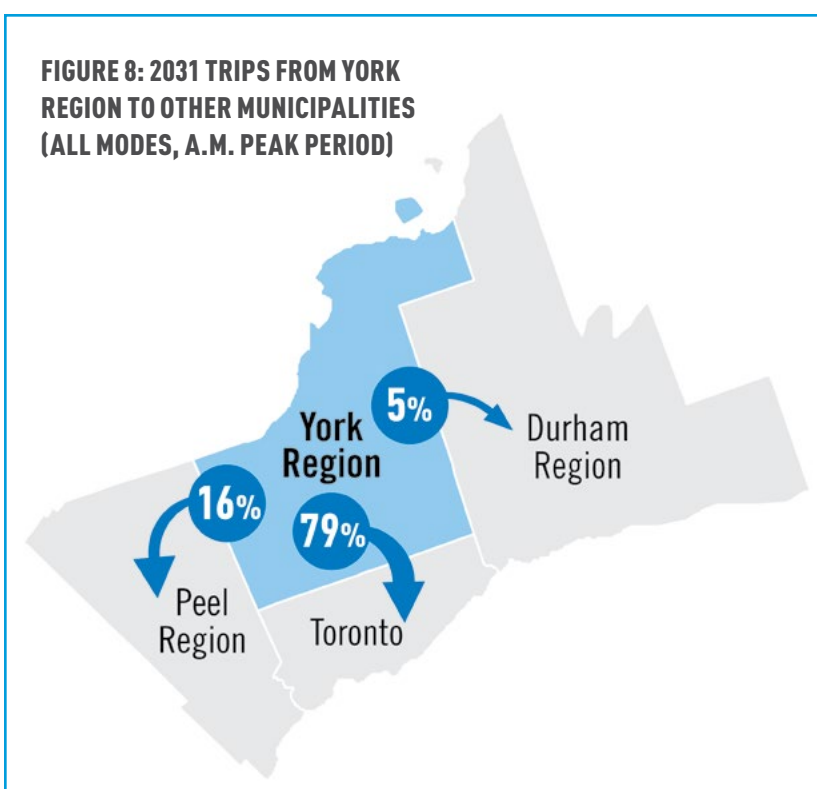 FIGURE 8: 2031 TRIPS FROM YORK
REGION TO OTHER MUNICIPALITIES
(ALL MODES, A.M. PEAK PERIOD)
5%
York
Region
Durham
Region
16%
79%
Peel
Region
Toronto